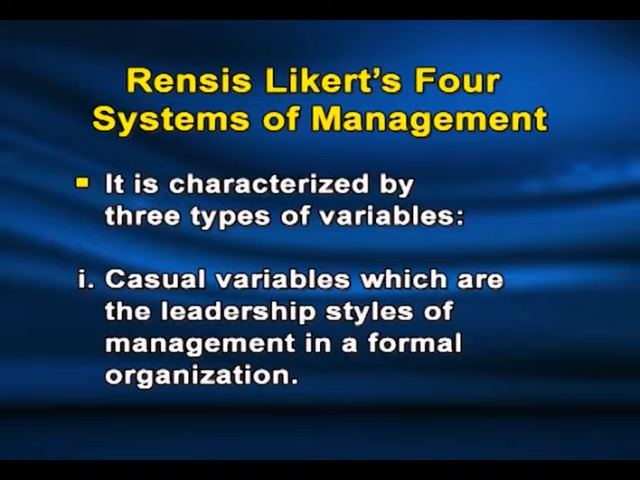 Rensis Likert's Four
Systems of Management
It is characterized by
three types of variables:
i. Casual variables which are
the leadership styles of
management in a formal
organization.